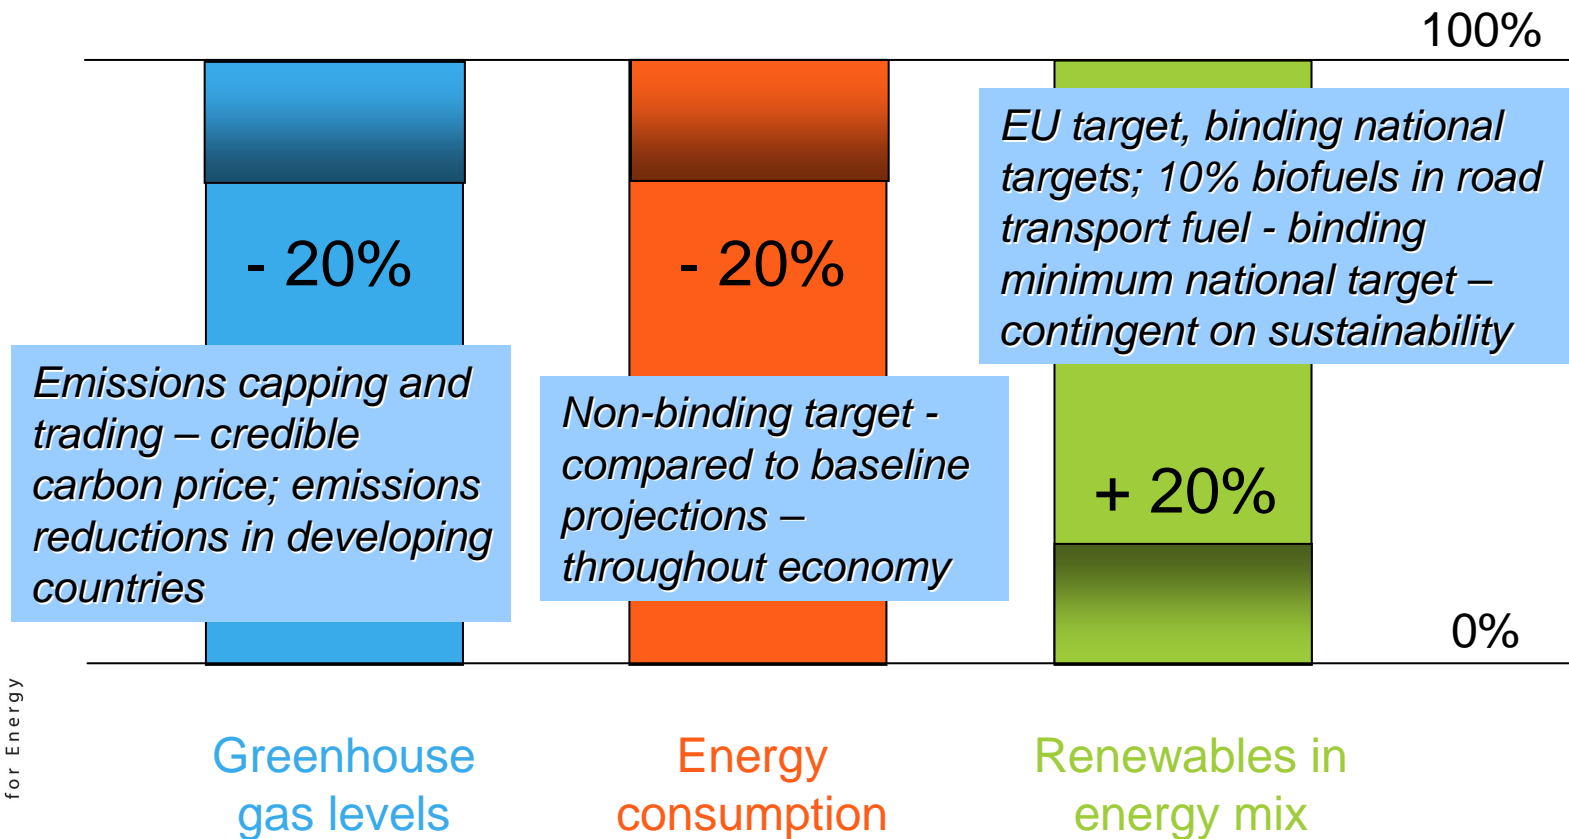 100%
EU target, binding national
targets; 10% biofuels in road
transport fuel - binding
minimum national target –
contingent on sustainability
- 20%
- 20%
Emissions capping and
trading – credible
carbon price; emissions
reductions in developing
countries
Non-binding target -
compared to baseline
projections –
throughout economy
+ 20%
0%
for Energy
Greenhouse
gas levels
Energy
consumption
Renewables in
energy mix